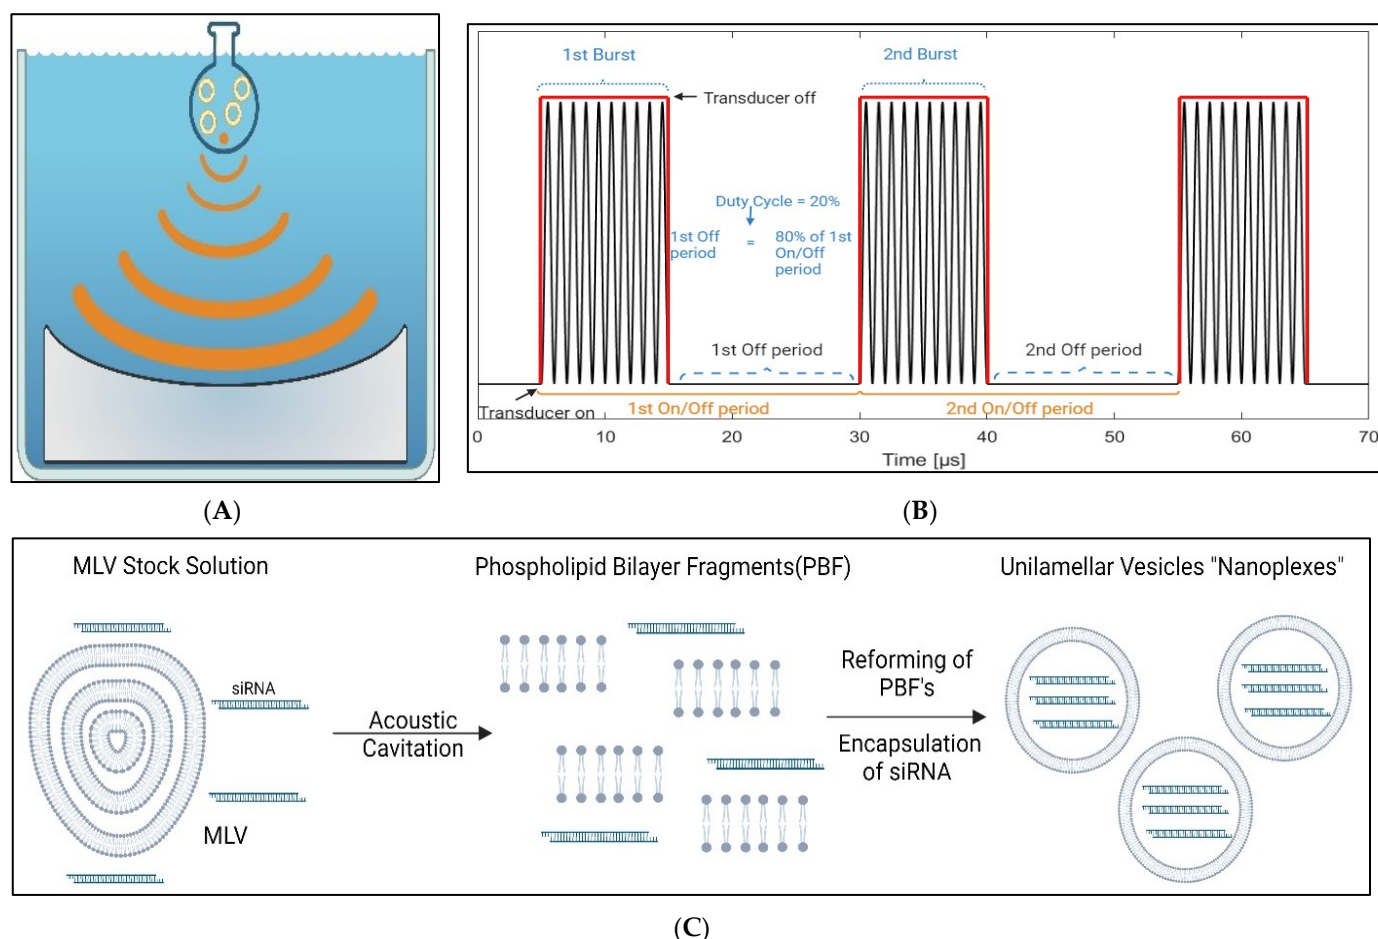 (A)
1st Burst
2nd Burst
Transducer off
Duty Cycle = 20%
1st Off
period
=
80% of 1st
On/Off
period
1st Off period
2nd Off period
Transducer on
1st On/Off period
2nd On/Off period
0 10 20 30 40 50 60 70
Time [µs]
(B)
MLV Stock Solution
Phospholipid Bilayer Fragments(PBF)
Unilamellar Vesicles "Nanoplexes"
siRNA
MLV
Acoustic
Cavitation
Reforming of
PBF's
Encapsulation
of siRNA
(C)